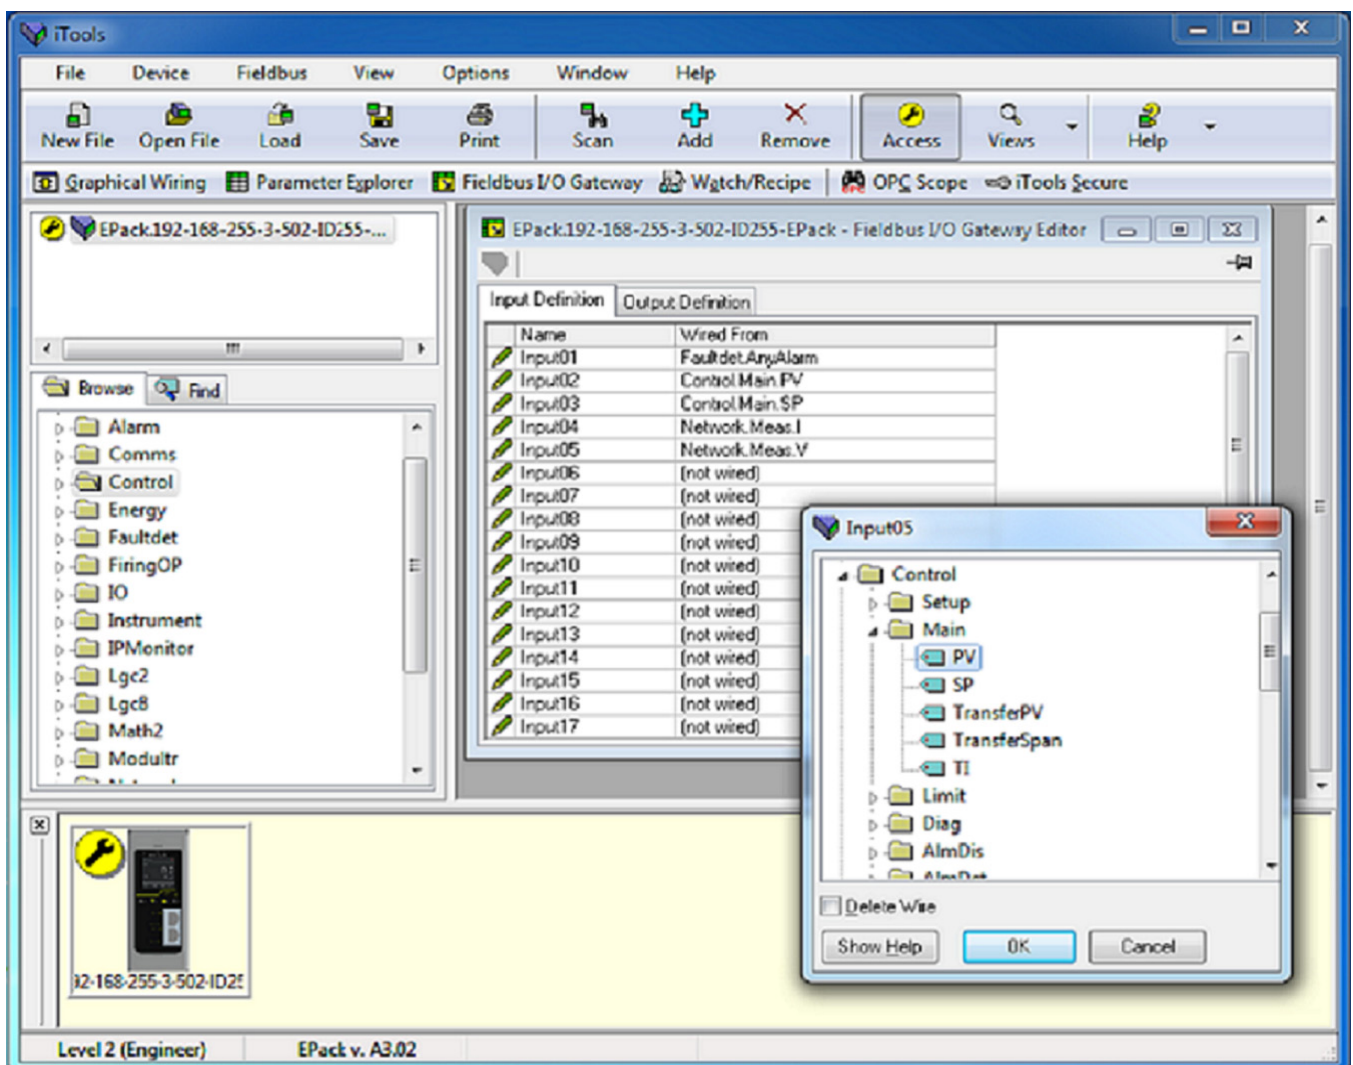 iTools
File Device Fieldbus View Options Window Help
New File Open File Load Save Print Scan Add Remove Access Views Help
Graphical Wiring Parameter Explorer Fieldbus I/O Gateway Watch/Recipe OPC Scope iTools Secure
EPack.192-168-255-3-502-ID255-...
Browse Find
Alarm
Comms
Control
Energy
Faultdet
FiringOP
IO
Instrument
IPMonitor
Lgc2
Lgc8
Math2
Modultr
EPack.192-168-255-3-502-ID255-EPack - Fieldbus I/O Gateway Editor
Input Definition Output Definition
Name Wired From
Input01 Faultdet.AnyAlarm
Input02 Control.Main.PV
Input03 Control.Main.SP
Input04 Network.Meas.I
Input05 Network.Meas.V
Input06 (not wired)
Input07 (not wired)
Input08 (not wired)
Input09 (not wired)
Input10 (not wired)
Input11 (not wired)
Input12 (not wired)
Input13 (not wired)
Input14 (not wired)
Input15 (not wired)
Input16 (not wired)
Input17 (not wired)
Input05
Control
Setup
Main
PV
SP
TransferPV
TransferSpan
TI
Limit
Diag
AlmDis
Delete Wire
Show Help OK Cancel
92-168-255-3-502-ID25
Level 2 (Engineer) EPack v. A3.02